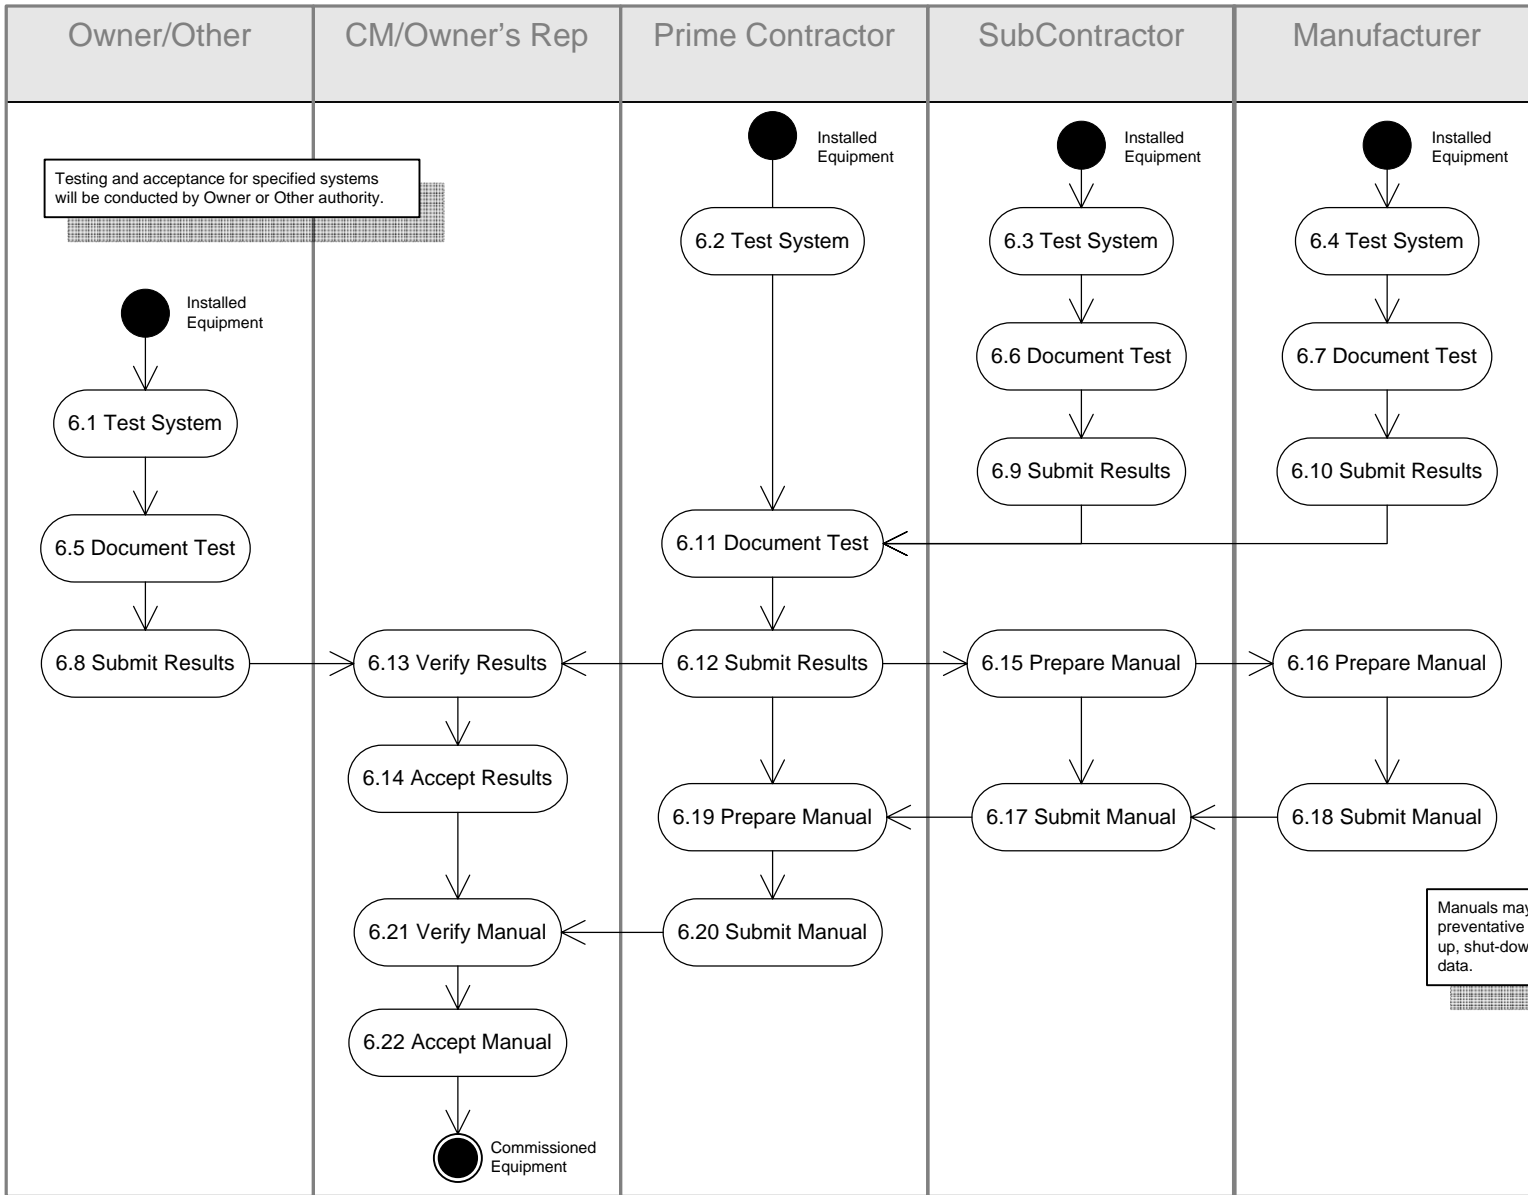 Owner/Other
CM/Owner's Rep
Prime Contractor
SubContractor
Manufacturer
Installed
Equipment
Installed
Equipment
Installed
Equipment
Testing and acceptance for specified systems
will be conducted by Owner or Other authority.
6.2 Test System
6.3 Test System
6.4 Test System
Installed
Equipment
6.6 Document Test
6.7 Document Test
6.1 Test System
6.9 Submit Results
6.10 Submit Results
6.5 Document Test
6.11 Document Test
6.8 Submit Results
6.13 Verify Results
6.12 Submit Results
6.15 Prepare Manual
6.16 Prepare Manual
6.14 Accept Results
6.19 Prepare Manual
6.17 Submit Manual
6.18 Submit Manual
Manuals may
preventative
up, shut-dow
data.
6.21 Verify Manual
6.20 Submit Manual
6.22 Accept Manual
Commissioned
Equipment